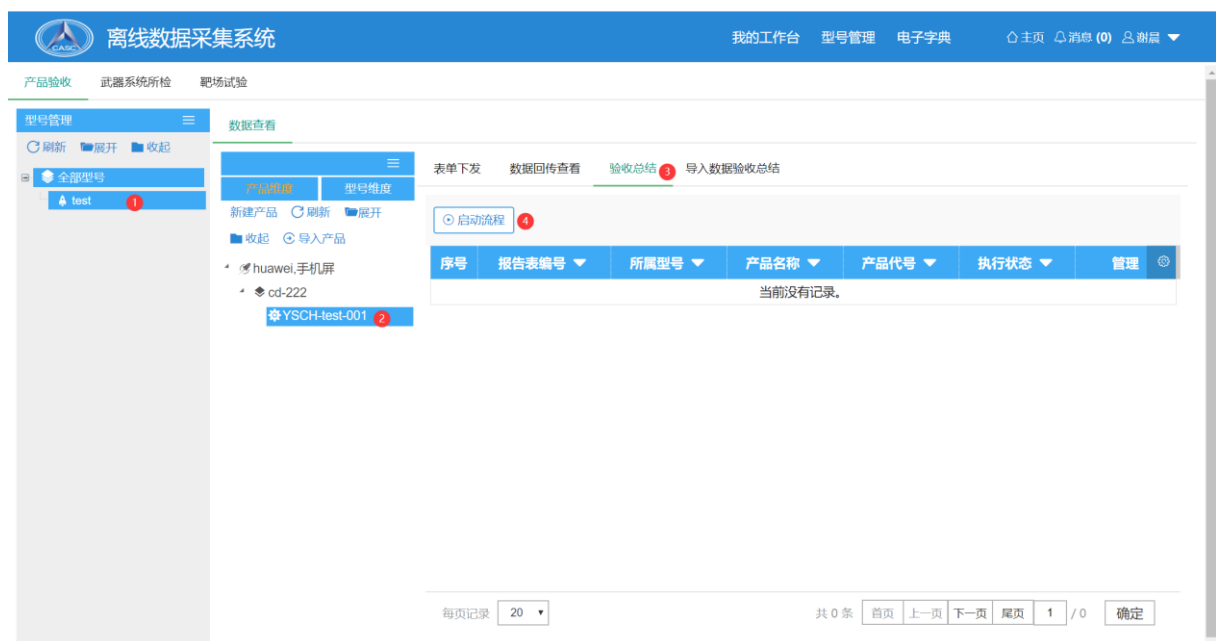 CASC 离线数据采集系统 我的工作台 型号管理 电子字典 主页 消息 (0) 谢晨
产品验收 武器系统所检 靶场试验
型号管理
刷新 展开 收起
全部型号
test 1
数据查看
产品维度 型号维度
新建产品 刷新 展开
收起 导入产品
huawei,手机屏
cd-222
YSCH-test-001 2
表单下发 数据回传查看 验收总结 3 导入数据验收总结
启动流程 4
序号 报告表编号 所属型号 产品名称 产品代号 执行状态 管理
当前没有记录。
每页记录 20 共 0 条 首页 上一页 下一页 尾页 1 / 0 确定